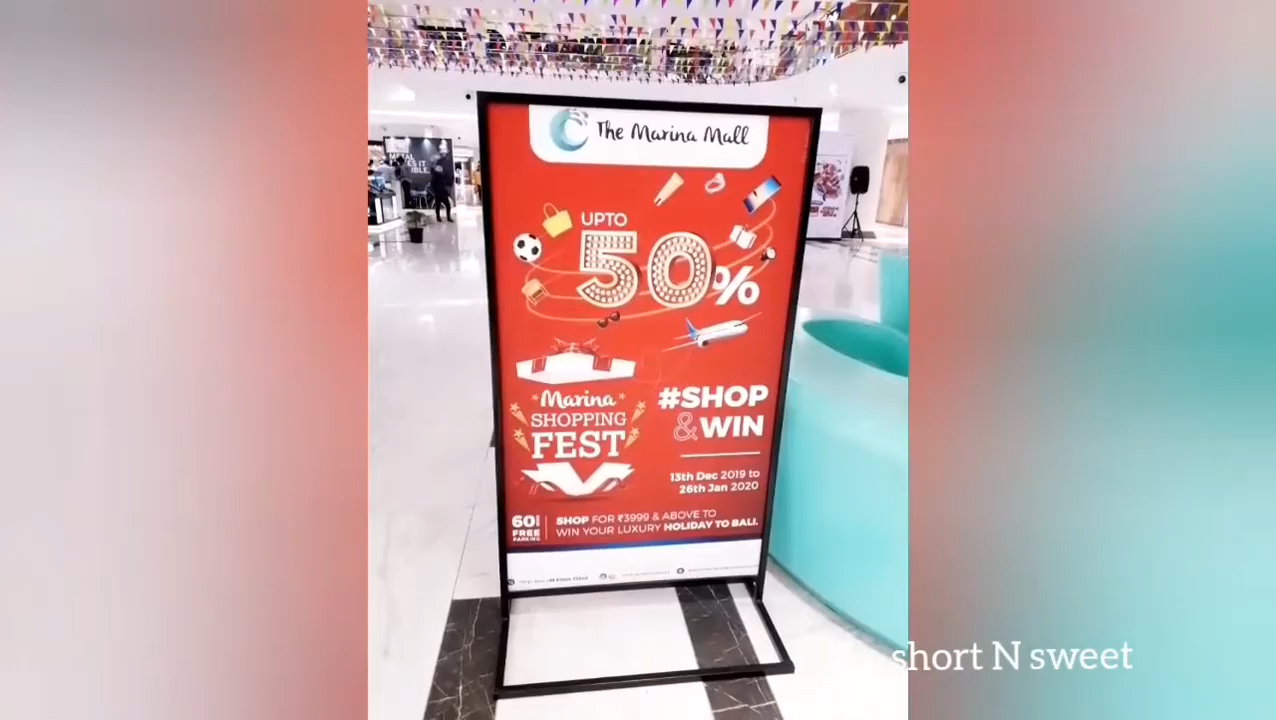 The Marina Mall
UPTO
50%
Marina
SHOPPING
FEST
#SHOP
& WIN
13th Dec 2019 to
26th Jan 2020
60
FREE
PARKING
SHOP FOR ₹3999 & ABOVE TO
WIN YOUR LUXURY HOLIDAY TO BALI.
short N sweet